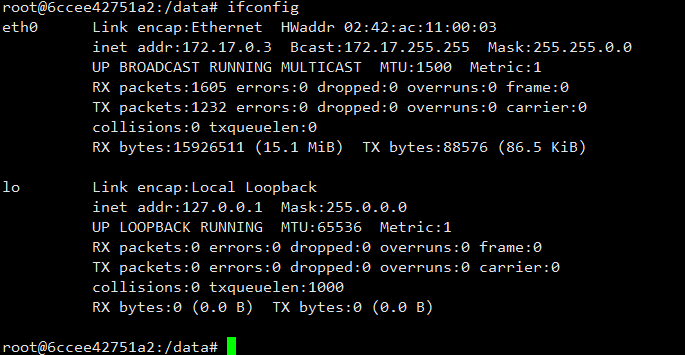 root@6ccee42751a2:/data# ifconfig
eth0      Link encap:Ethernet  HWaddr 02:42:ac:11:00:03
          inet addr:172.17.0.3  Bcast:172.17.255.255  Mask:255.255.0.0
          UP BROADCAST RUNNING MULTICAST  MTU:1500  Metric:1
          RX packets:1605 errors:0 dropped:0 overruns:0 frame:0
          TX packets:1232 errors:0 dropped:0 overruns:0 carrier:0
          collisions:0 txqueuelen:0
          RX bytes:15926511 (15.1 MiB)  TX bytes:88576 (86.5 KiB)

lo        Link encap:Local Loopback
          inet addr:127.0.0.1  Mask:255.0.0.0
          UP LOOPBACK RUNNING  MTU:65536  Metric:1
          RX packets:0 errors:0 dropped:0 overruns:0 frame:0
          TX packets:0 errors:0 dropped:0 overruns:0 carrier:0
          collisions:0 txqueuelen:1000
          RX bytes:0 (0.0 B)  TX bytes:0 (0.0 B)

root@6ccee42751a2:/data#